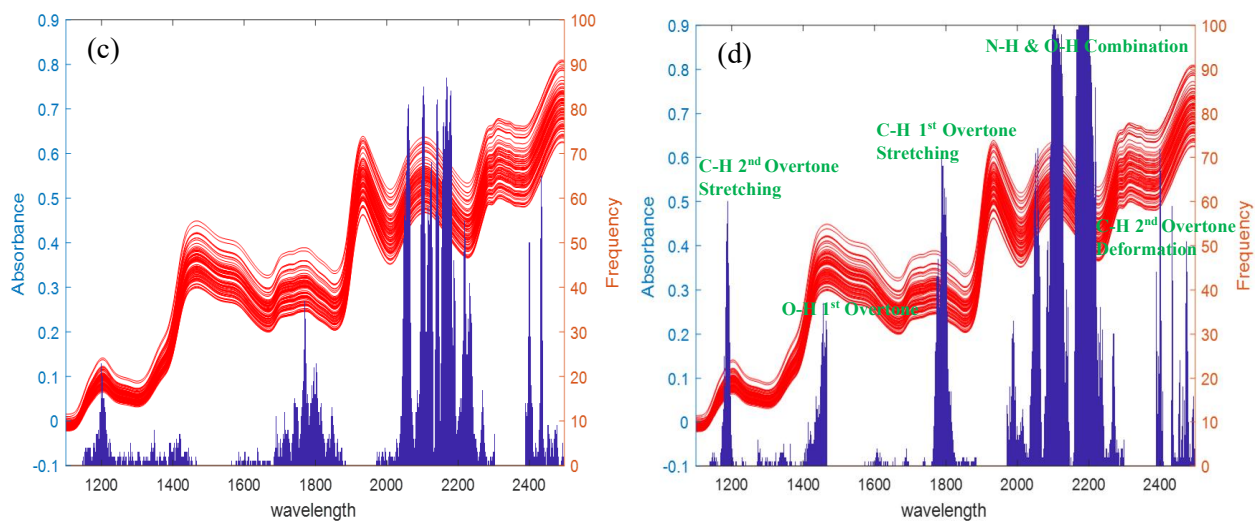 (c)
0.9
0.8
0.7
0.6
0.5
0.4
0.3
0.2
0.1
0
-0.1
Absorbance
100
90
80
70
60
50
40
30
20
10
0
Frequency
1200 1400 1600 1800 2000 2200 2400
wavelength
(d)
0.9
0.8
0.7
0.6
0.5
0.4
0.3
0.2
0.1
0
-0.1
Absorbance
N-H & O-H Combination
C-H 1st Overtone
Stretching
C-H 2nd Overtone
Stretching
C-H 2nd Overtone
Deformation
O-H 1st Overtone
100
90
80
70
60
50
40
30
20
10
0
Frequency
1200 1400 1600 1800 2000 2200 2400
wavelength